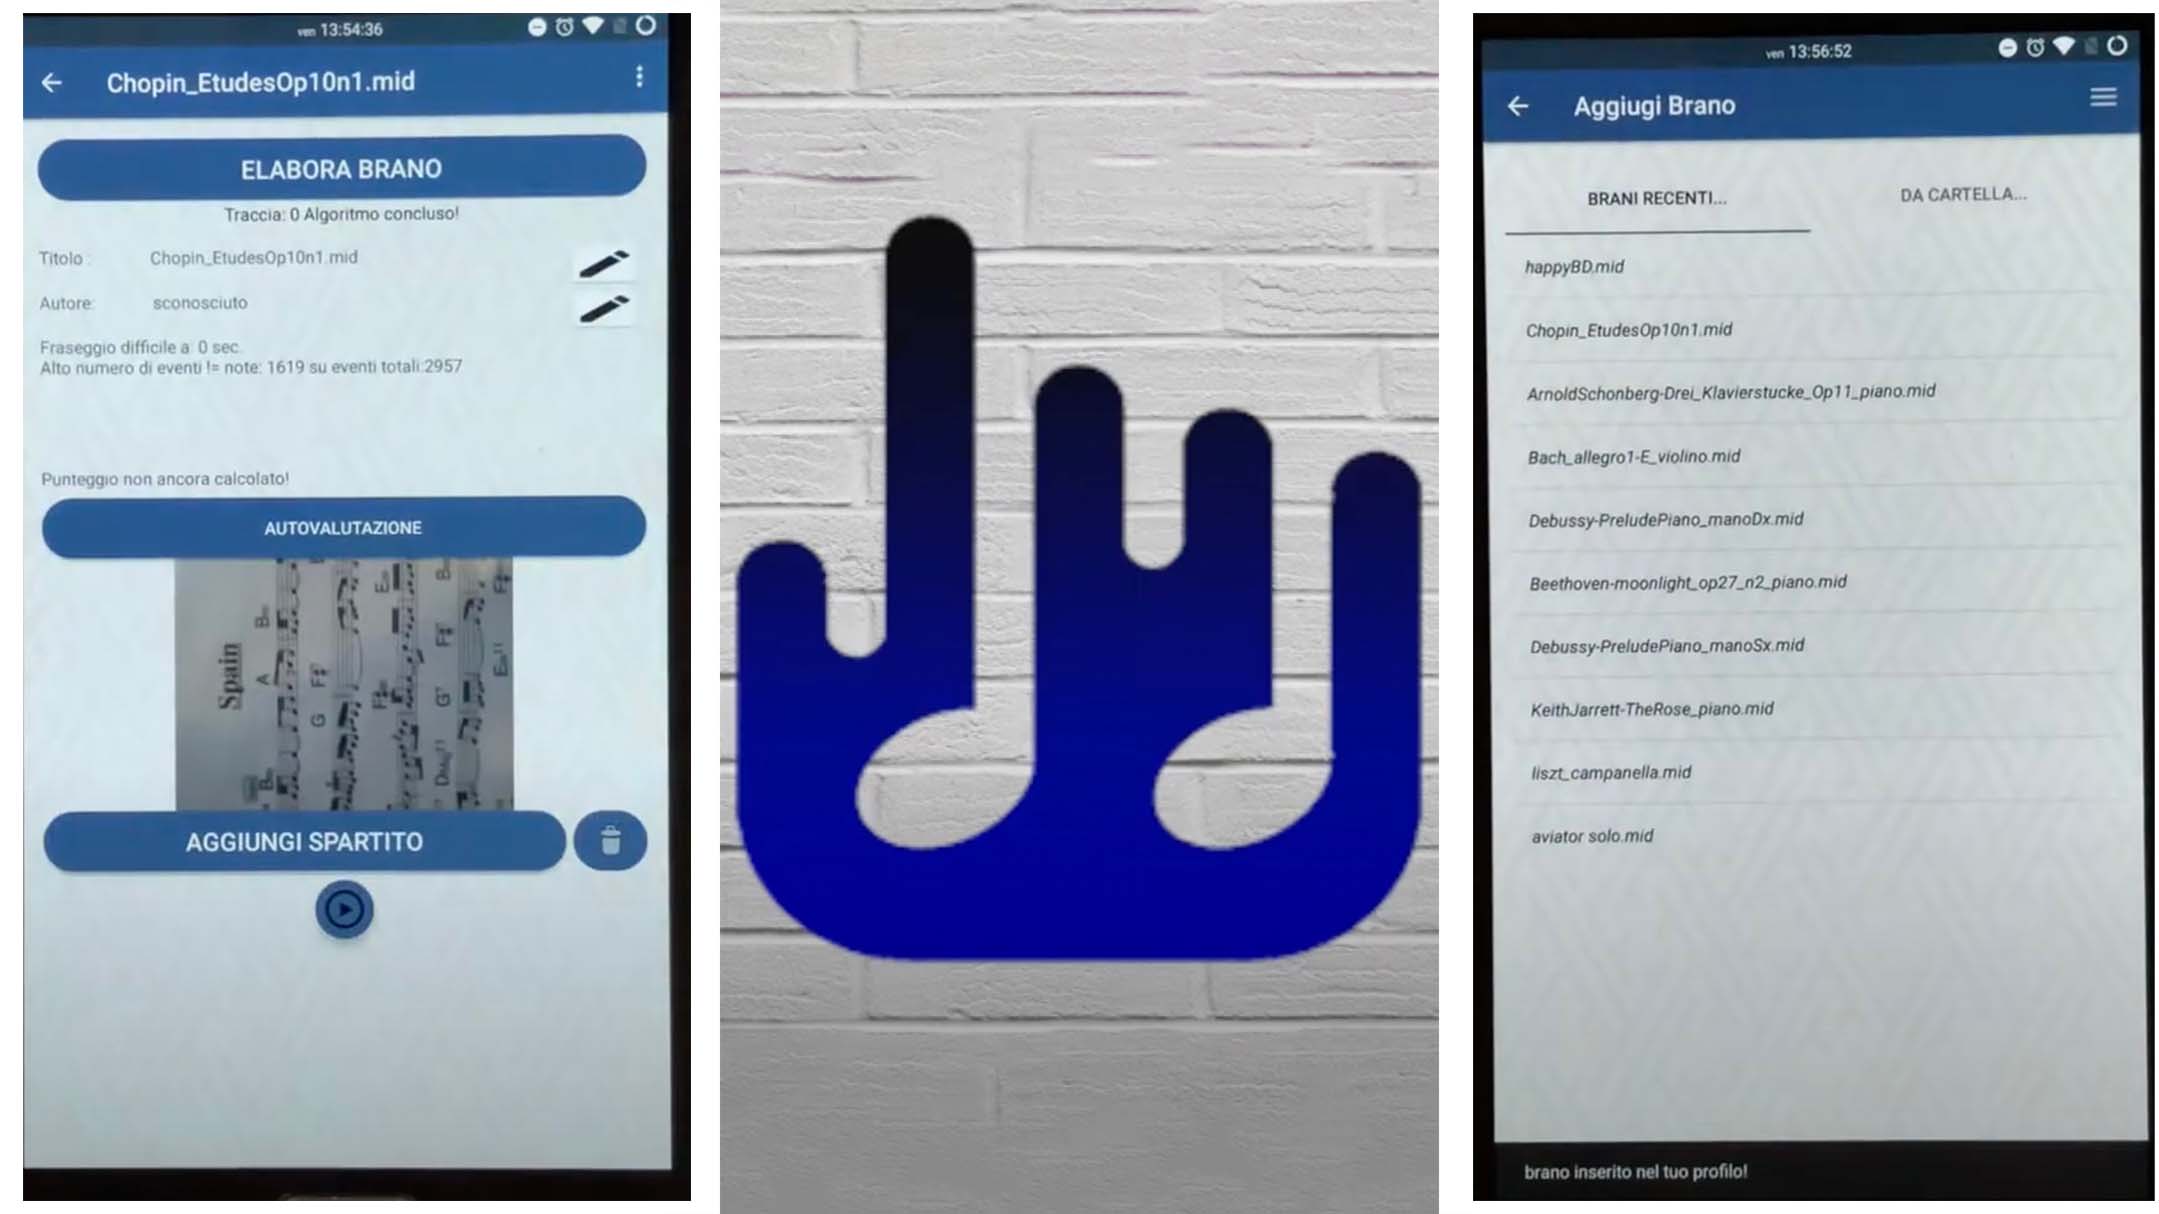 ven 13:54:36
Chopin_EtudesOp10n1.mid
ELABORA BRANO
Traccia: 0 Algoritmo concluso!
Titolo : Chopin_EtudesOp10n1.mid
Autore: sconosciuto
Fraseggio difficile a: 0 sec.
Alto numero di eventi != note: 1619 su eventi totali:2957
Punteggio non ancora calcolato!
AUTOVALUTAZIONE
Spain
AGGIUNGI SPARTITO
ven 13:56:52
Aggiugi Brano
BRANI RECENTI... DA CARTELLA...
happyBD.mid
Chopin_EtudesOp10n1.mid
ArnoldSchonberg-Drei_Klavierstucke_Op11_piano.mid
Bach_allegro1-E_violino.mid
Debussy-PreludePiano_manoDx.mid
Beethoven-moonlight_op27_n2_piano.mid
Debussy-PreludePiano_manoSx.mid
KeithJarrett-TheRose_piano.mid
liszt_campanella.mid
aviator solo.mid
brano inserito nel tuo profilo!